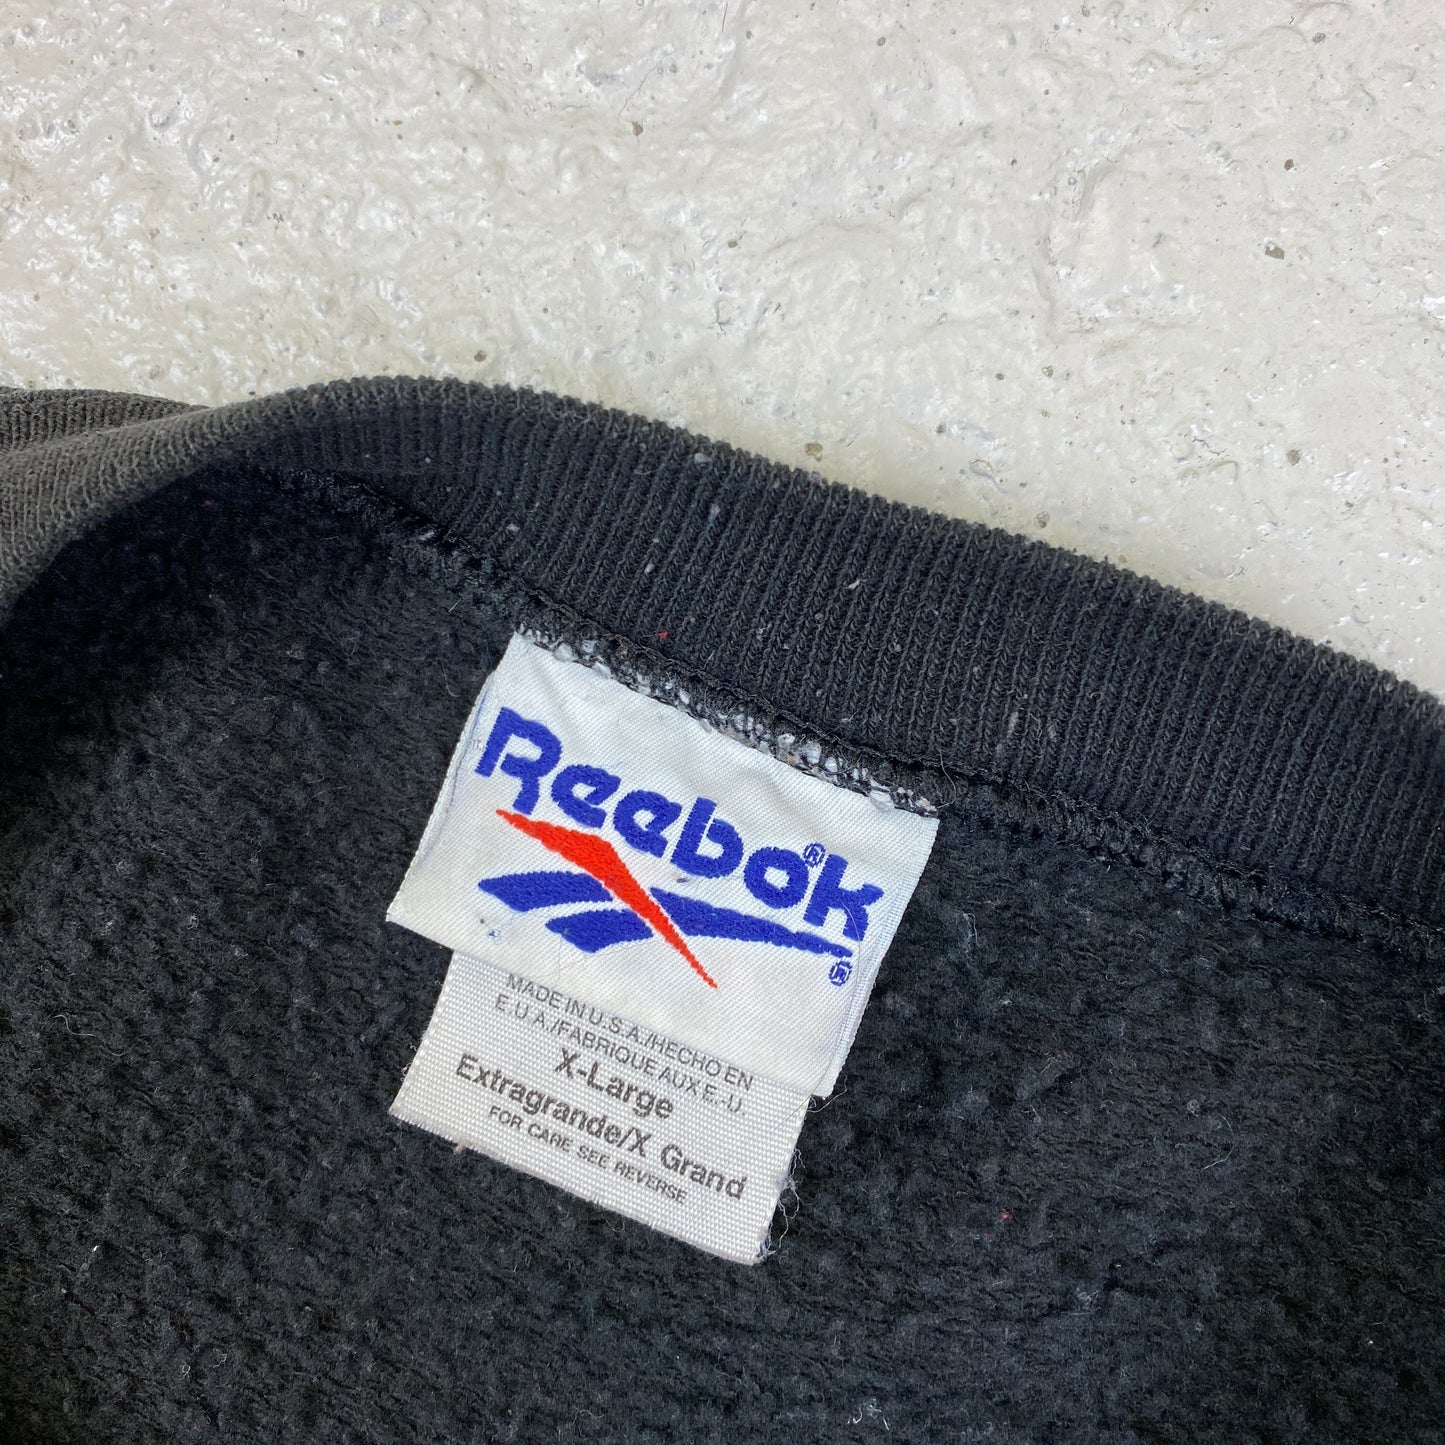 Reebok®
®
MADE IN U.S.A./HECHO EN
E.U A./FABRIQUE AUX E.-U.
X-Large
Extragrande/X Grand
FOR CARE SEE REVERSE